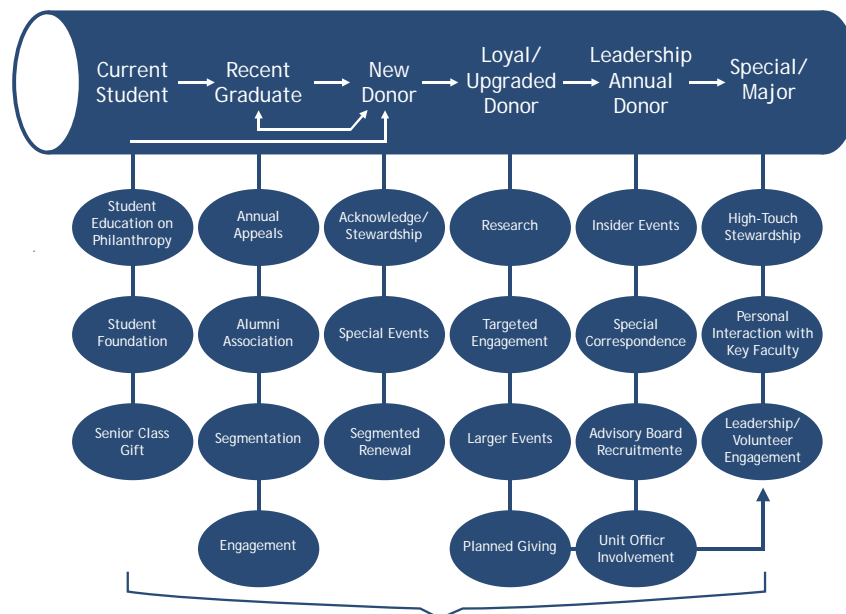 Current
Student
Recent
Graduate
New
Donor
Loyal/
Upgraded
Donor
Leadership
Annual
Donor
Special/
Major
Student
Education on
Philanthropy
Annual
Appeals
Acknowledge/
Stewardship
Research
Insider Events
High-Touch
Stewardship
Student
Foundation
Alumni
Association
Special Events
Targeted
Engagement
Special
Correspondence
Personal
Interaction with
Key Faculty
Senior Class
Gift
Segmentation
Segmented
Renewal
Larger Events
Advisory Board
Recruitmente
Leadership/
Volunteer
Engagement
Engagement
Planned Giving
Unit Officr
Involvement